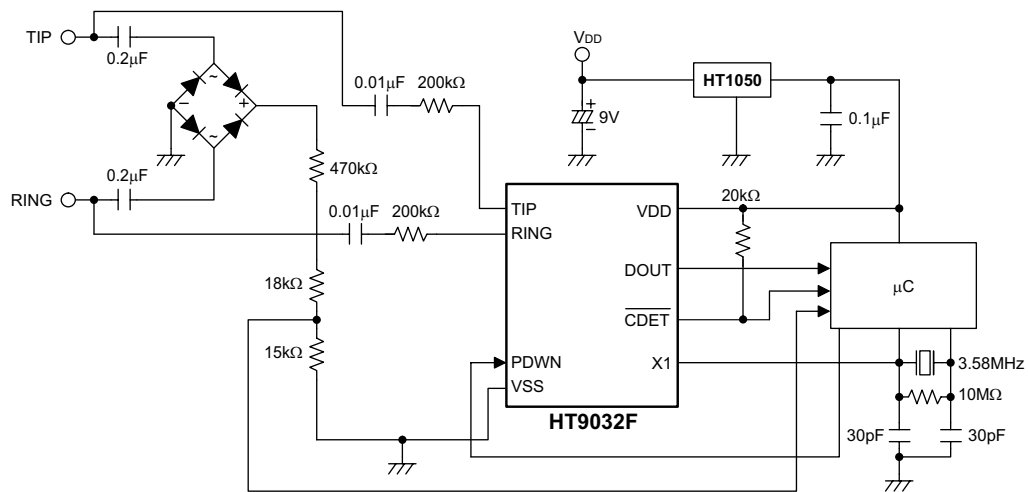 TIP
0.2μF
~
−
+
~
0.2μF
RING
470kΩ
18kΩ
15kΩ
0.01μF
200kΩ
0.01μF
200kΩ
VDD
+
−
9V
HT1050
0.1μF
20kΩ
TIP
RING
PDWN
VSS
VDD
DOUT
CDET
X1
HT9032F
μC
3.58MHz
10MΩ
30pF
30pF